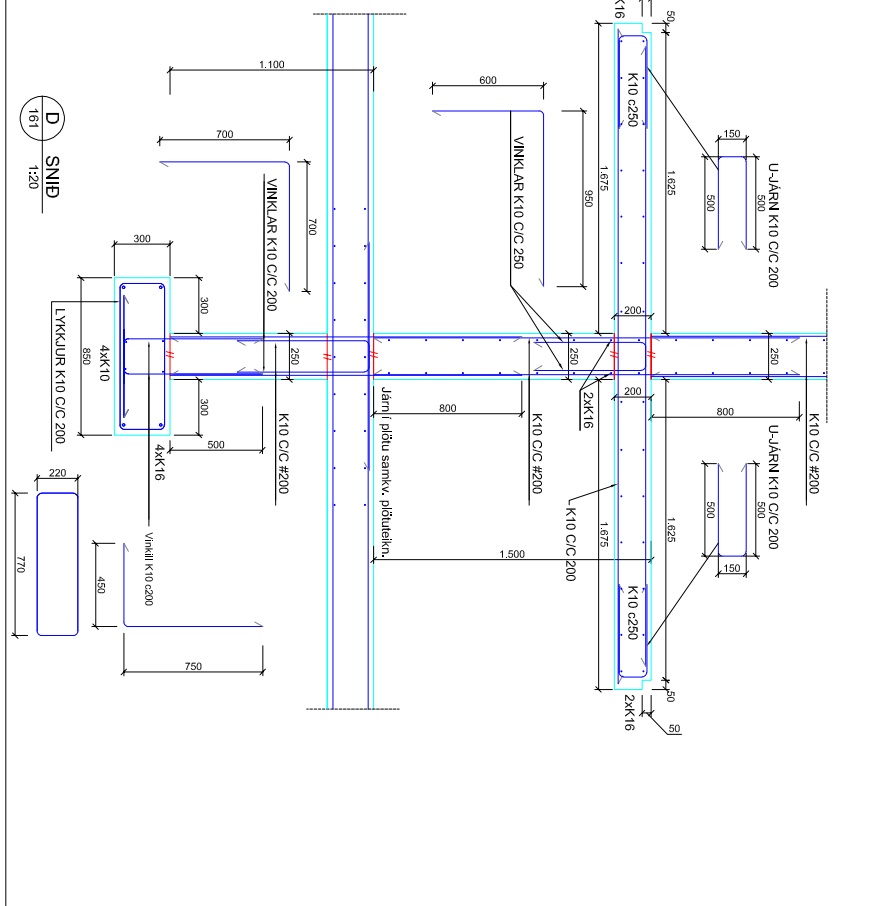 K16
50
1.625
1.675
K10 c250
150
500
500
U-JÁRN K10 C/C 200
1.100
600
950
VINKLAR K10 C/C 250
700
700
VINKLAR K10 C/C 200
D
161
SNIÐ
1:20
300
300
850
300
4xK10
LYKKJUR K10 C/C 200
250
250
200
200
250
2xK16
4xK16
Vinkill K10 c200
500
K10 C/C #200
Járn í plötu samkv. plötuteikn.
800
K10 C/C #200
K10 C/C 200
1.500
800
K10 C/C #200
U-JÁRN K10 C/C 200
500
500
150
1.675
1.625
K10 c250
50
2xK16
50
220
770
450
750